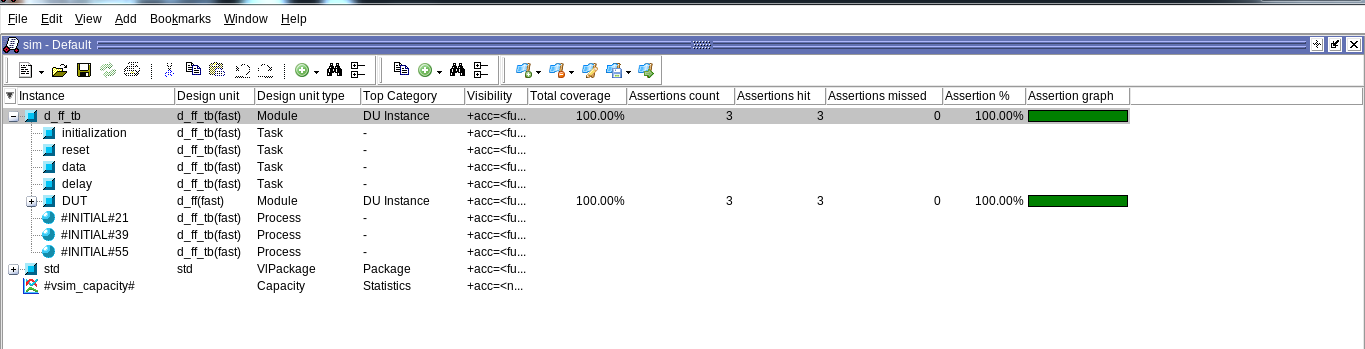 File Edit View Add Bookmarks Window Help
sim - Default
Instance Design unit Design unit type Top Category Visibility Total coverage Assertions count Assertions hit Assertions missed Assertion % Assertion graph
d_ff_tb d_ff_tb(fast) Module DU Instance +acc=<fu... 100.00% 3 3 0 100.00%
initialization d_ff_tb(fast) Task - +acc=<fu...
reset d_ff_tb(fast) Task - +acc=<fu...
data d_ff_tb(fast) Task - +acc=<fu...
delay d_ff_tb(fast) Task - +acc=<fu...
DUT d_ff(fast) Module DU Instance +acc=<fu... 100.00% 3 3 0 100.00%
#INITIAL#21 d_ff_tb(fast) Process - +acc=<fu...
#INITIAL#39 d_ff_tb(fast) Process - +acc=<fu...
#INITIAL#55 d_ff_tb(fast) Process - +acc=<fu...
std std VlPackage Package +acc=<fu...
#vsim_capacity# Capacity Statistics +acc=<n...